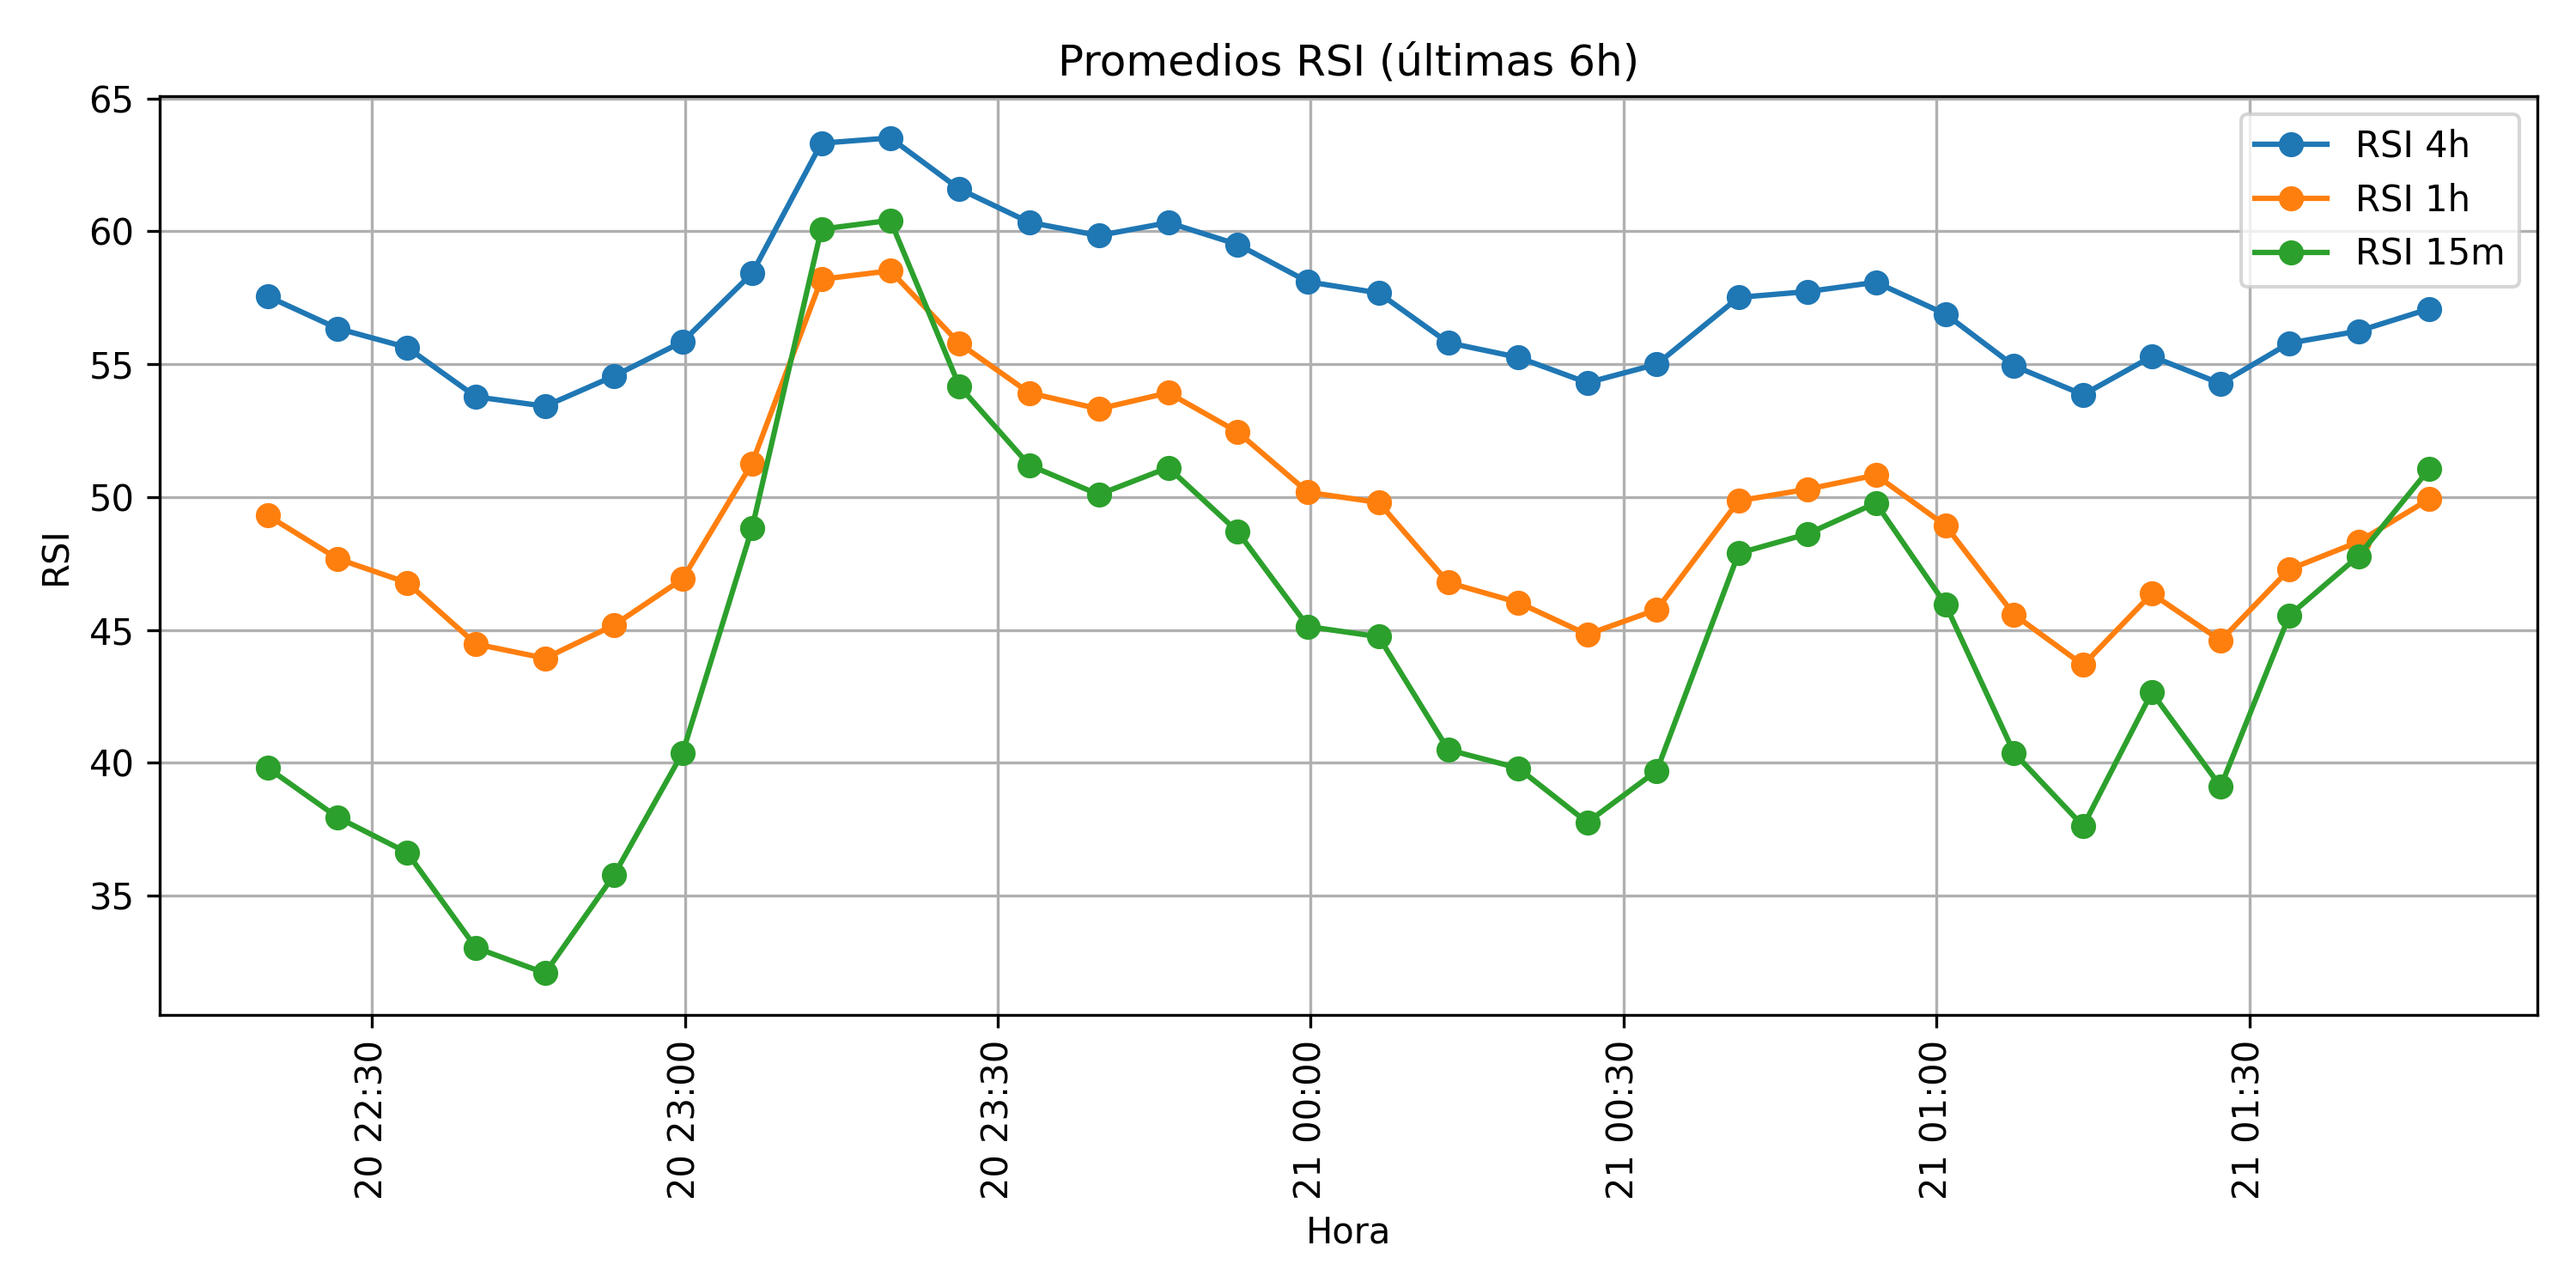 Promedios RSI (últimas 6h)
RSI 4h
RSI 1h
RSI 15m
RSI
65
60
55
50
45
40
35
20 22:30
20 23:00
20 23:30
21 00:00
21 00:30
21 01:00
21 01:30
Hora